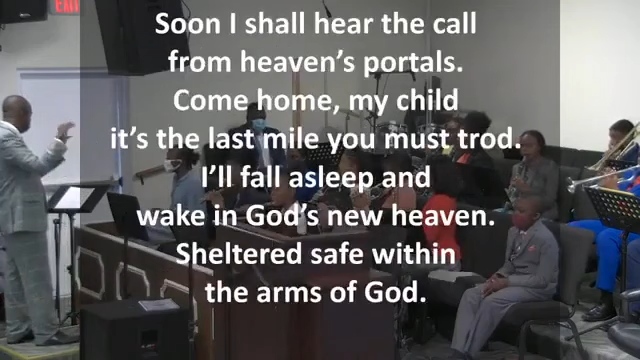 EXIT
Soon I shall hear the call
from heaven’s portals.
Come home, my child
it’s the last mile you must trod.
I’ll fall asleep and
wake in God’s new heaven.
Sheltered safe within
the arms of God.